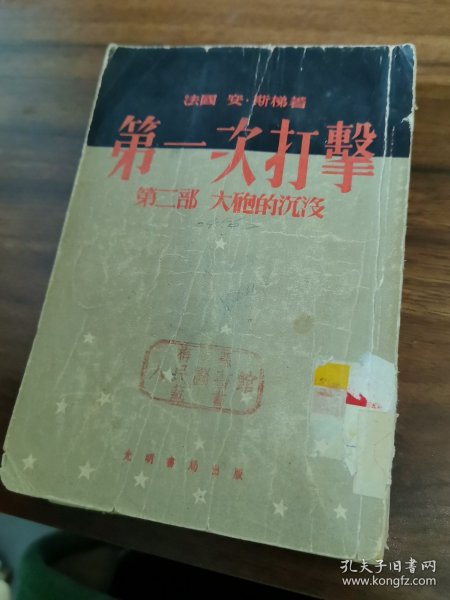 法國 安·斯梯著
第一次打擊
第二部 大砲的沉沒
光明書局出版
孔夫子旧书网
www.kongfz.com